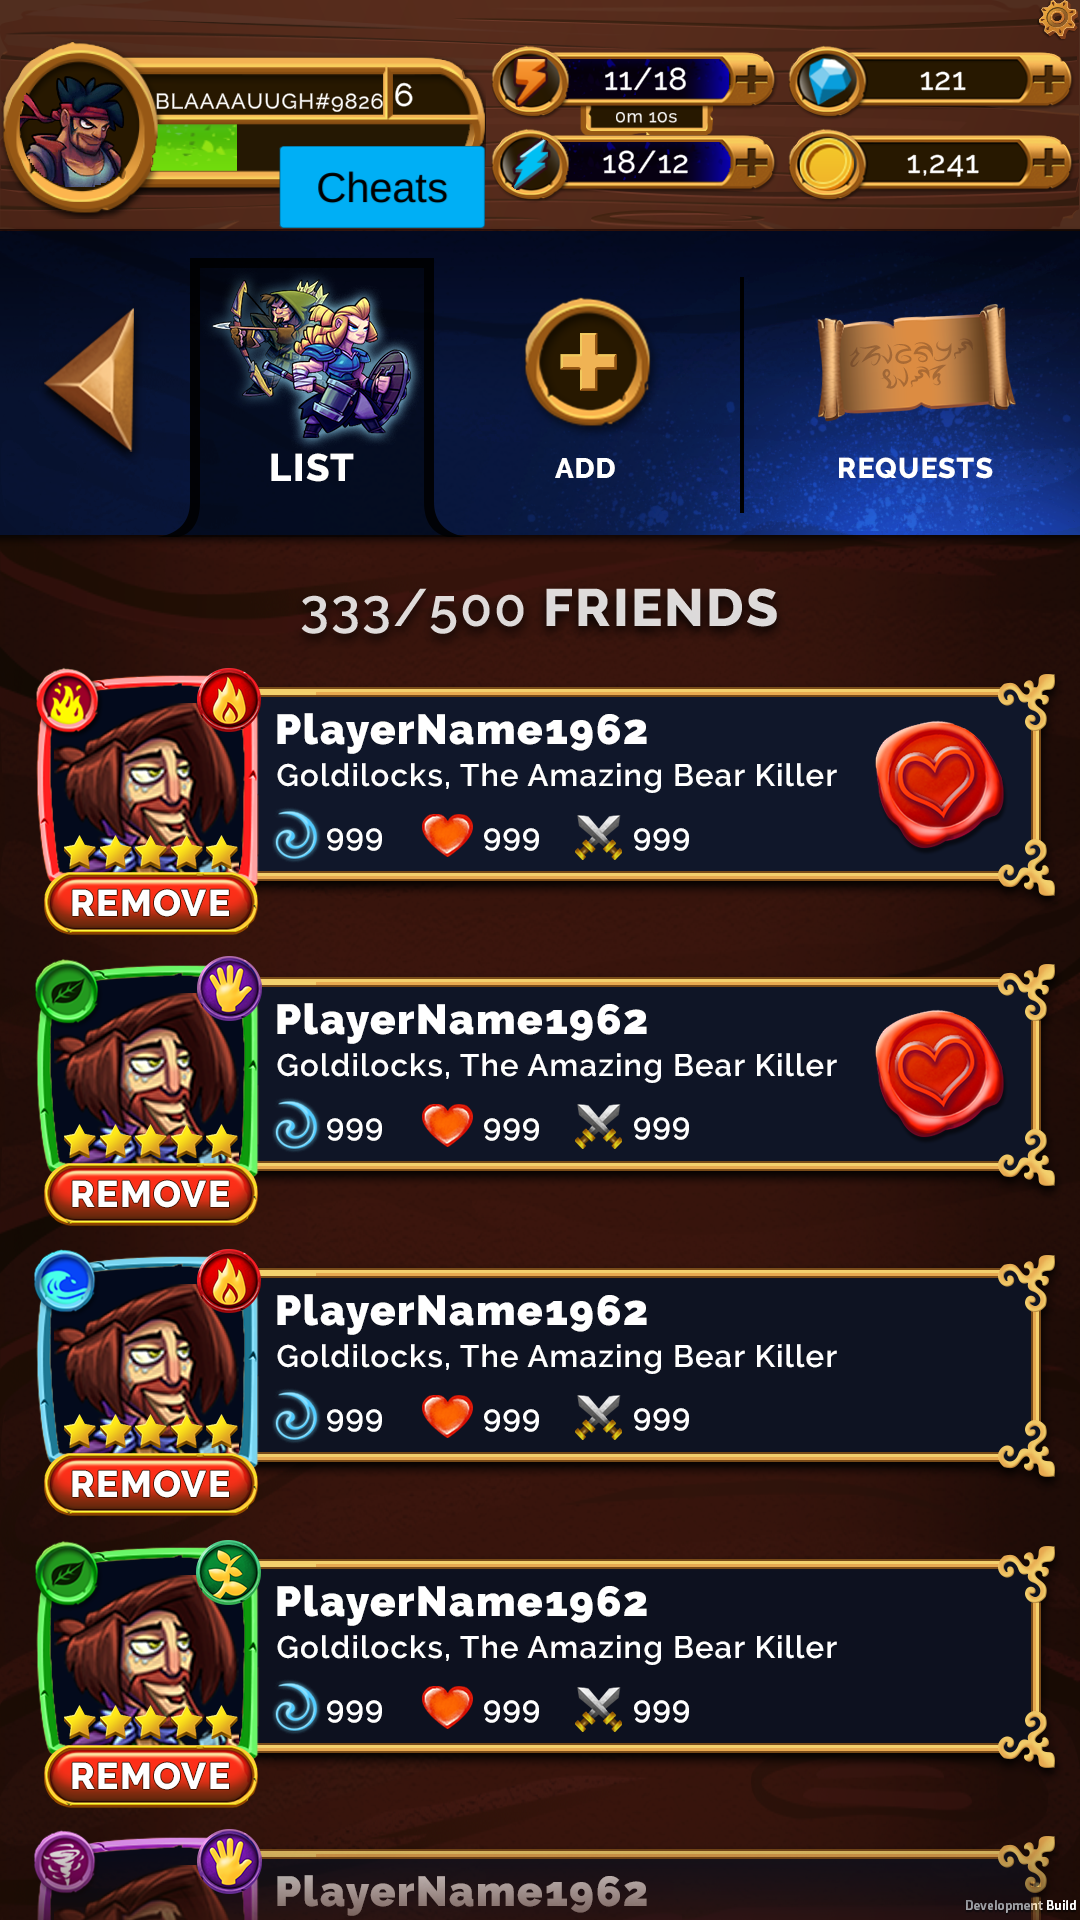 BLAAAAUUGH#9826
6
11/18
121
0m 10s
18/12
1,241
Cheats
LIST
ADD
REQUESTS
333/500 FRIENDS
PlayerName1962
Goldilocks, The Amazing Bear Killer
999 999 999
REMOVE
PlayerName1962
Goldilocks, The Amazing Bear Killer
999 999 999
REMOVE
PlayerName1962
Goldilocks, The Amazing Bear Killer
999 999 999
REMOVE
PlayerName1962
Goldilocks, The Amazing Bear Killer
999 999 999
REMOVE
PlayerName1962
Development Build